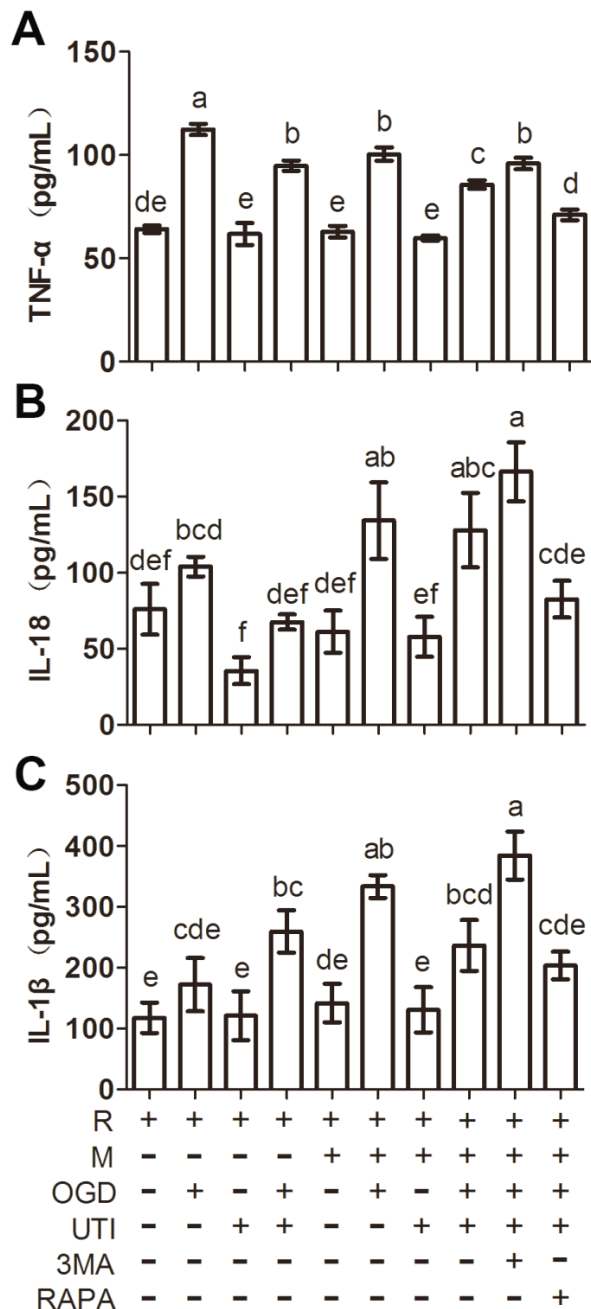 A
TNF-α (pg/mL)
150
100
50
0
de a e b e b e c b d
B
IL-18 (pg/mL)
200
150
100
50
0
def bcd f def def ab ef abc a cde
C
IL-1β (pg/mL)
500
400
300
200
100
0
e cde e bc de ab e bcd a cde
R + + + + + + + + + +
M − − − − + + + + + +
OGD − + − + − + − + + +
UTI − − + + − − + + + +
3MA − − − − − − − − + −
RAPA − − − − − − − − − +